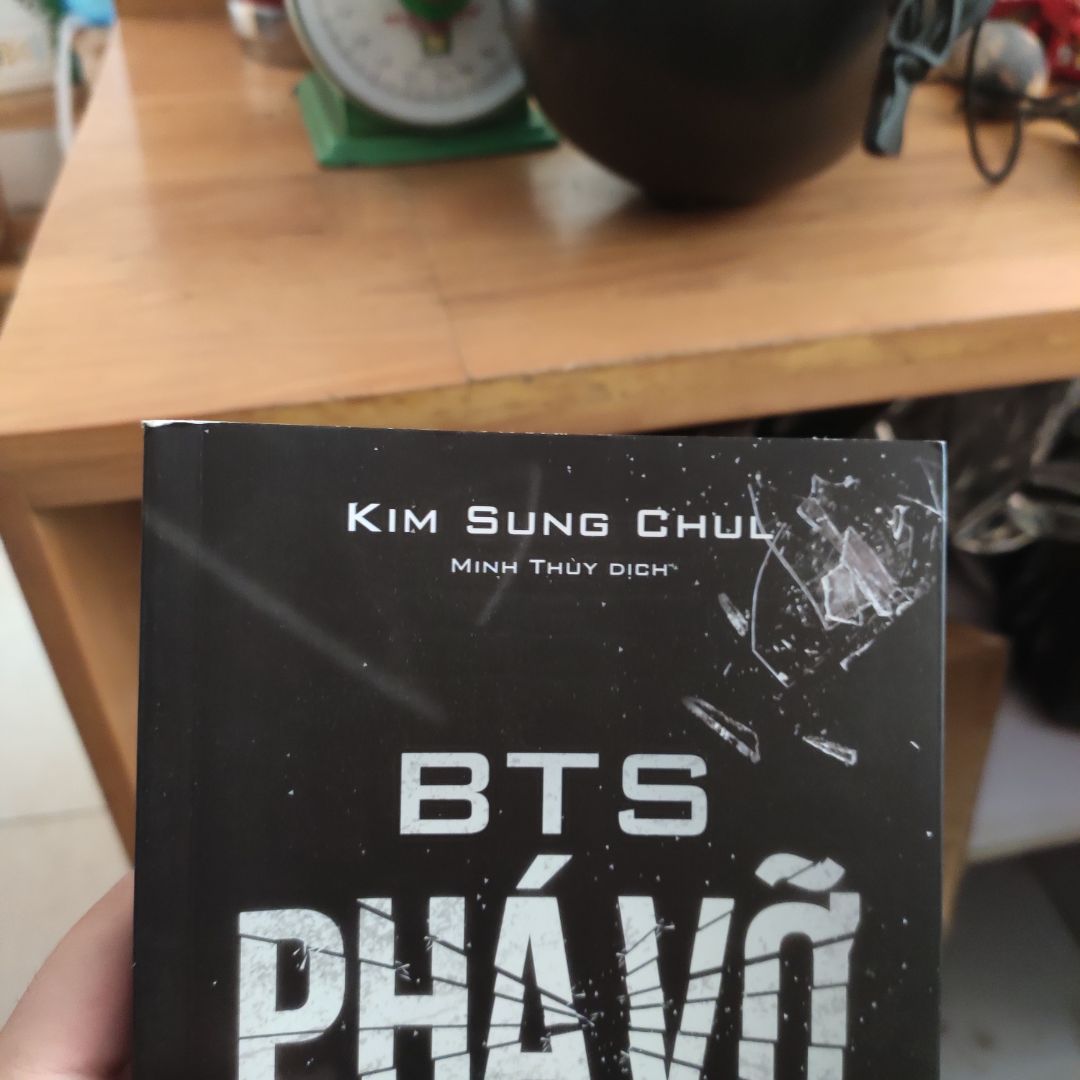 KIM SUNG CHUL
MINH THÙY DỊCH
BTS
PHÁ VỠ